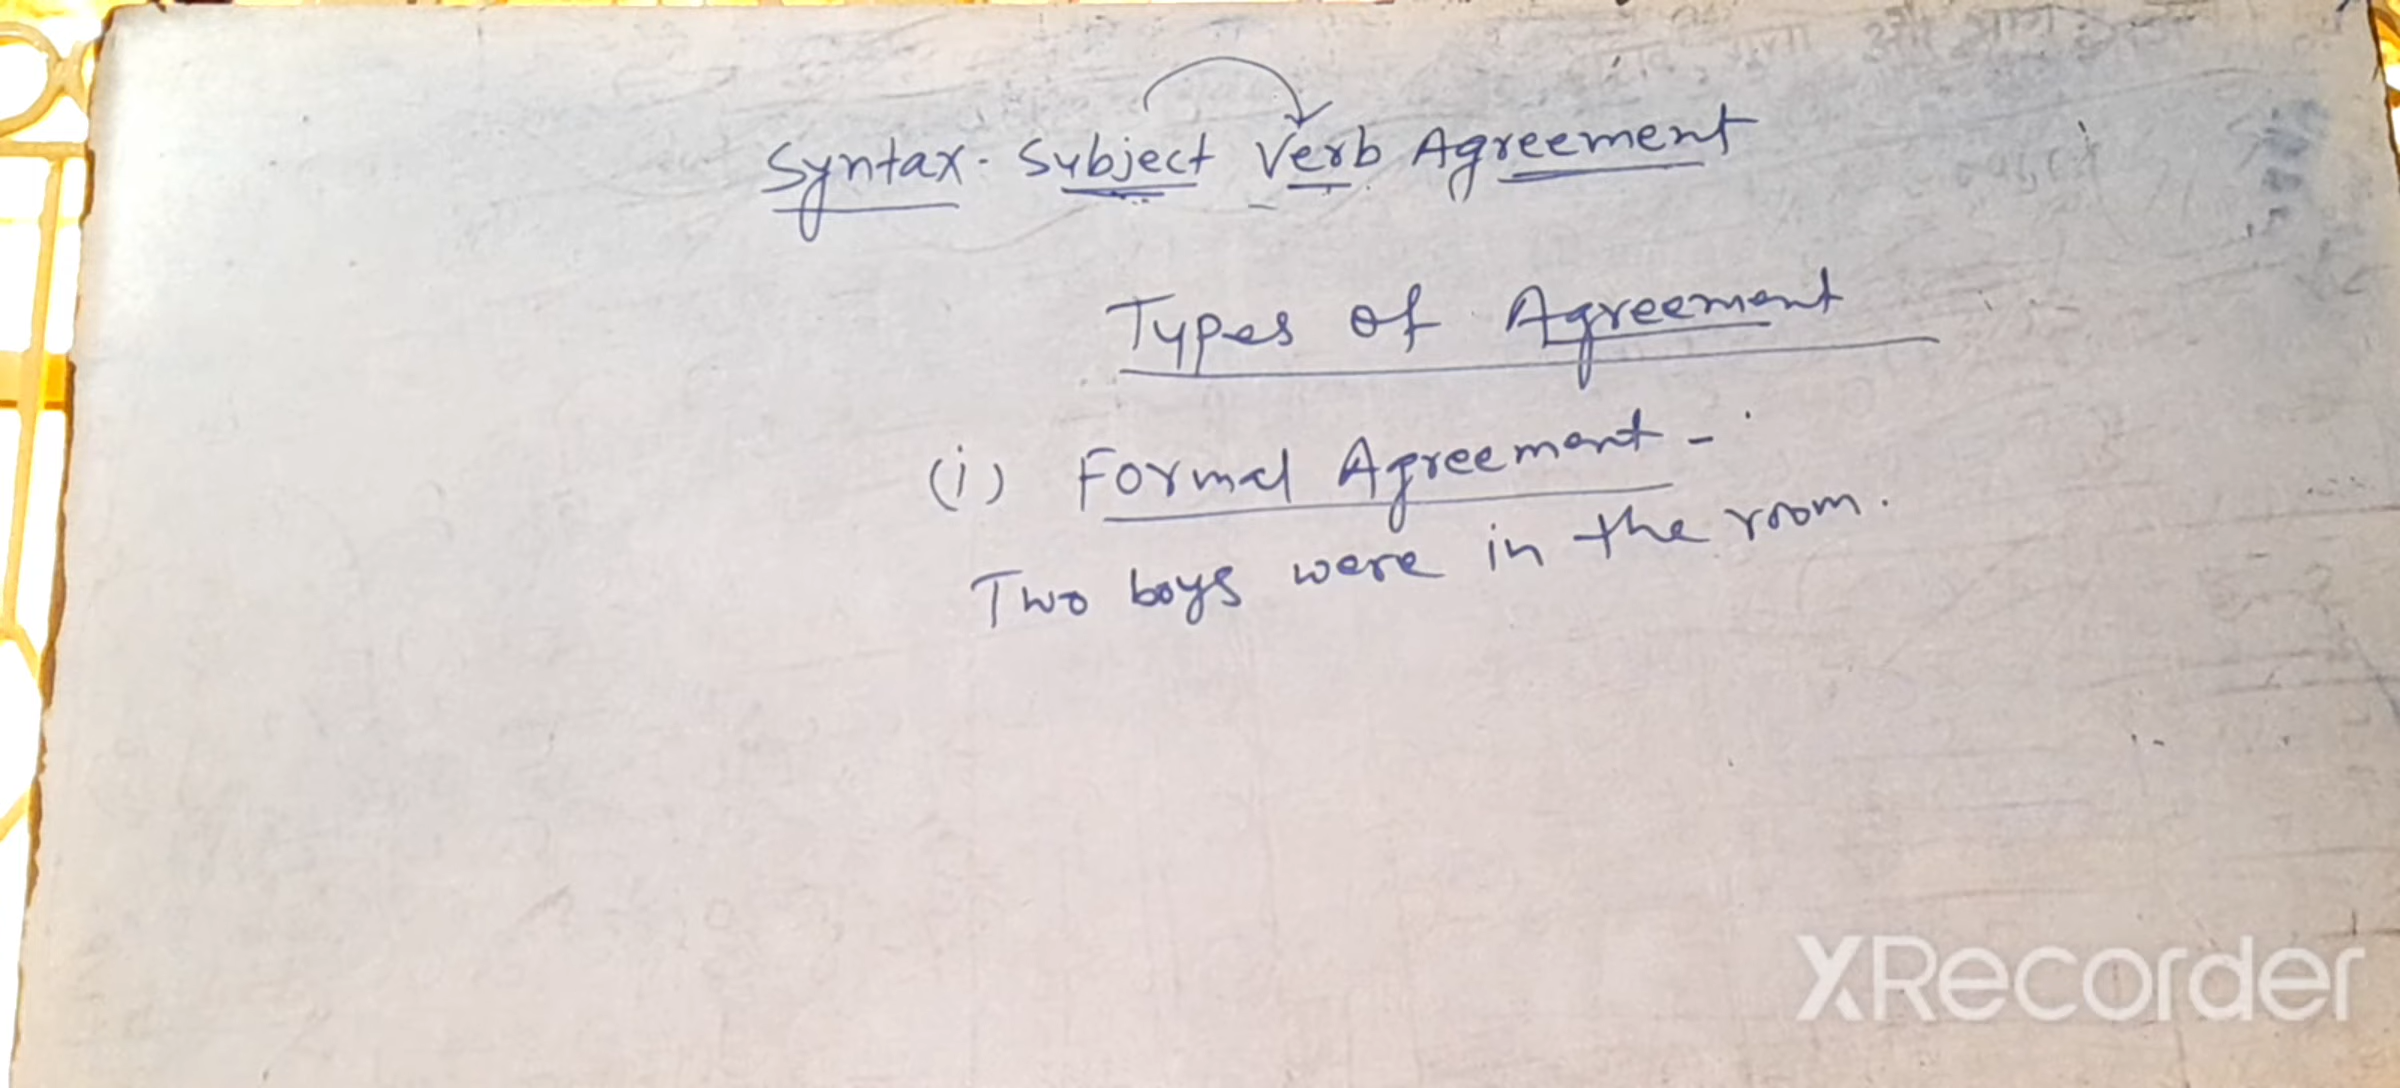 Syntax - Subject Verb Agreement
Types of Agreement
(i) Formal Agreement -
Two boys were in the room.
XRecorder